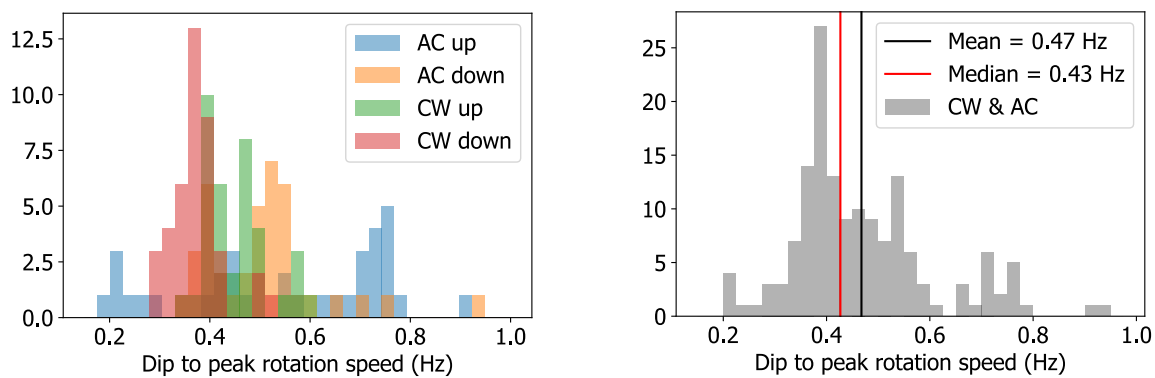 12.5
10.0
7.5
5.0
2.5
0.0
0.2 0.4 0.6 0.8 1.0
Dip to peak rotation speed (Hz)
AC up
AC down
CW up
CW down
25
20
15
10
5
0
0.2 0.4 0.6 0.8 1.0
Dip to peak rotation speed (Hz)
Mean = 0.47 Hz
Median = 0.43 Hz
CW & AC